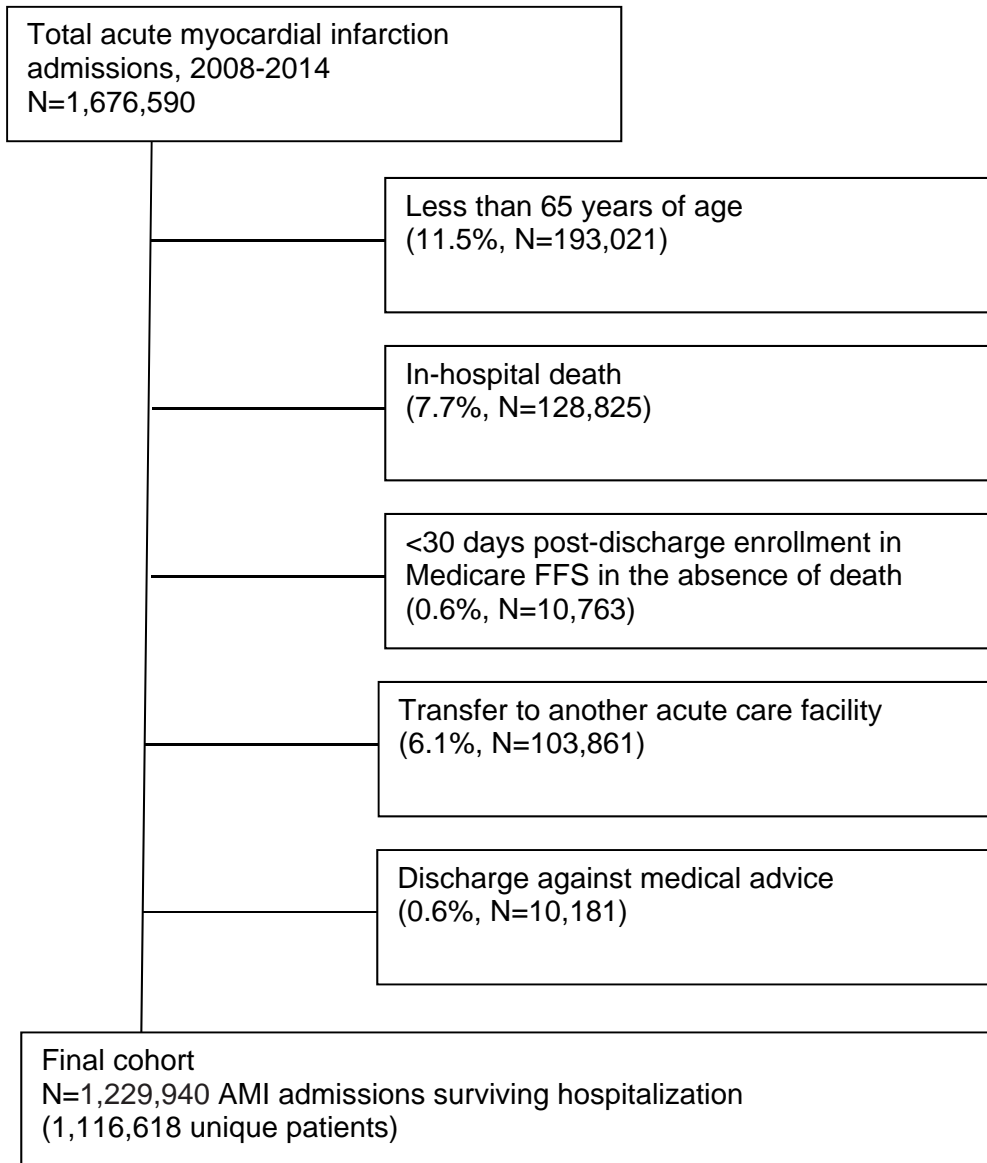 Total acute myocardial infarction
admissions, 2008-2014
N=1,676,590
Less than 65 years of age
(11.5%, N=193,021)
In-hospital death
(7.7%, N=128,825)
<30 days post-discharge enrollment in
Medicare FFS in the absence of death
(0.6%, N=10,763)
Transfer to another acute care facility
(6.1%, N=103,861)
Discharge against medical advice
(0.6%, N=10,181)
Final cohort
N=1,229,940 AMI admissions surviving hospitalization
(1,116,618 unique patients)